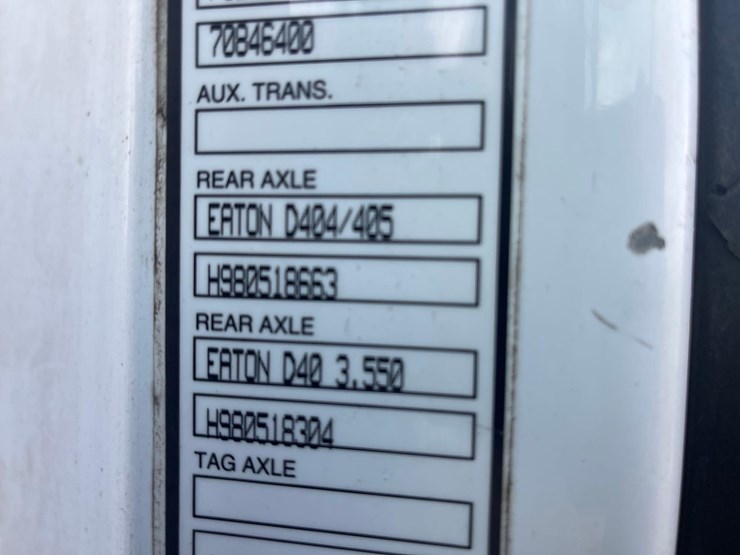 70846400
AUX. TRANS.
REAR AXLE
EATON D404/405
H980518663
REAR AXLE
EATON D40 3.550
H980518304
TAG AXLE